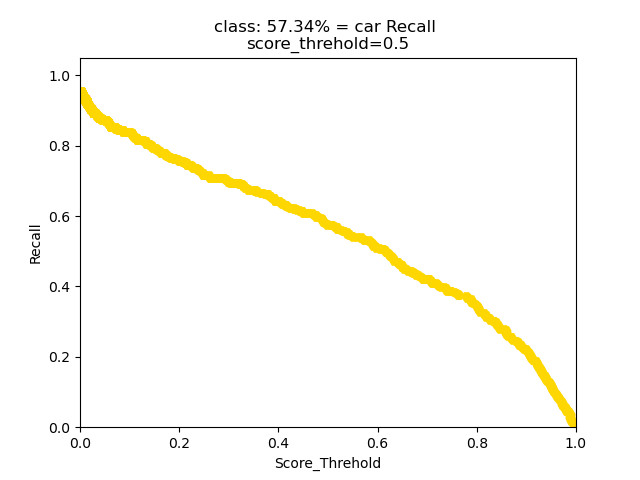 class: 57.34% = car Recall
score_threhold=0.5
1.0
0.8
0.6
0.4
0.2
0.0
Recall
0.0 0.2 0.4 0.6 0.8 1.0
Score_Threhold